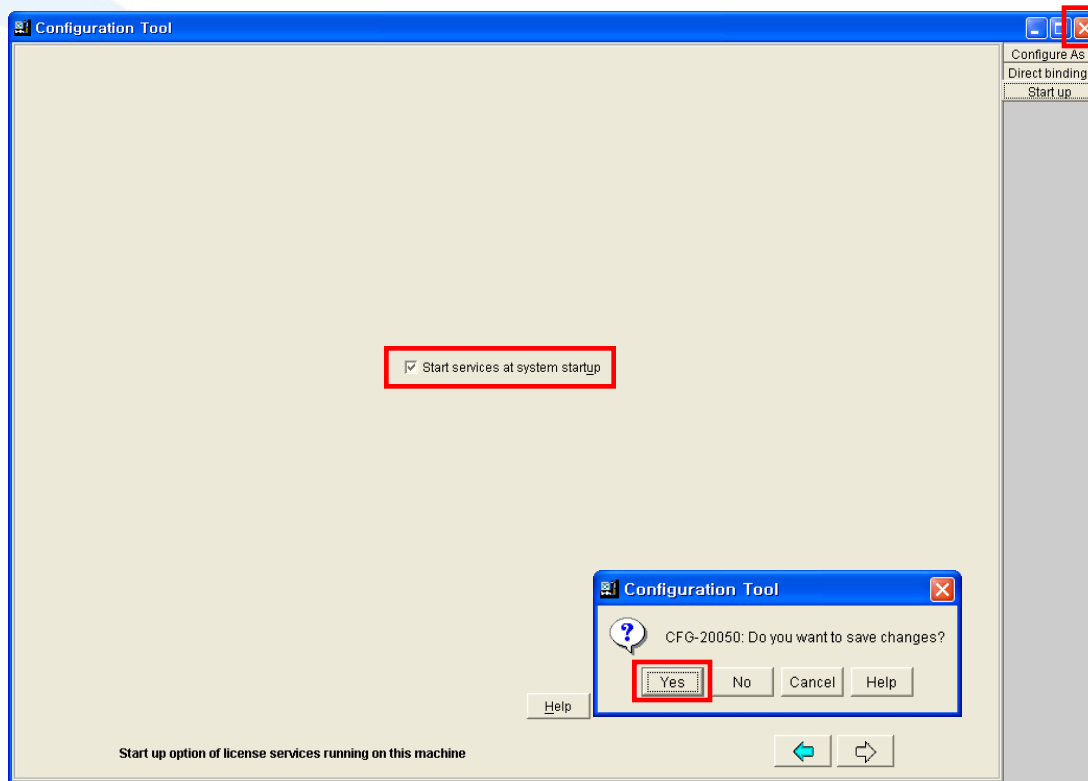 Configuration Tool
Configure As
Direct binding
Start up
Start services at system startup
Configuration Tool
CFG-20050: Do you want to save changes?
Yes No Cancel Help
Help
Start up option of license services running on this machine